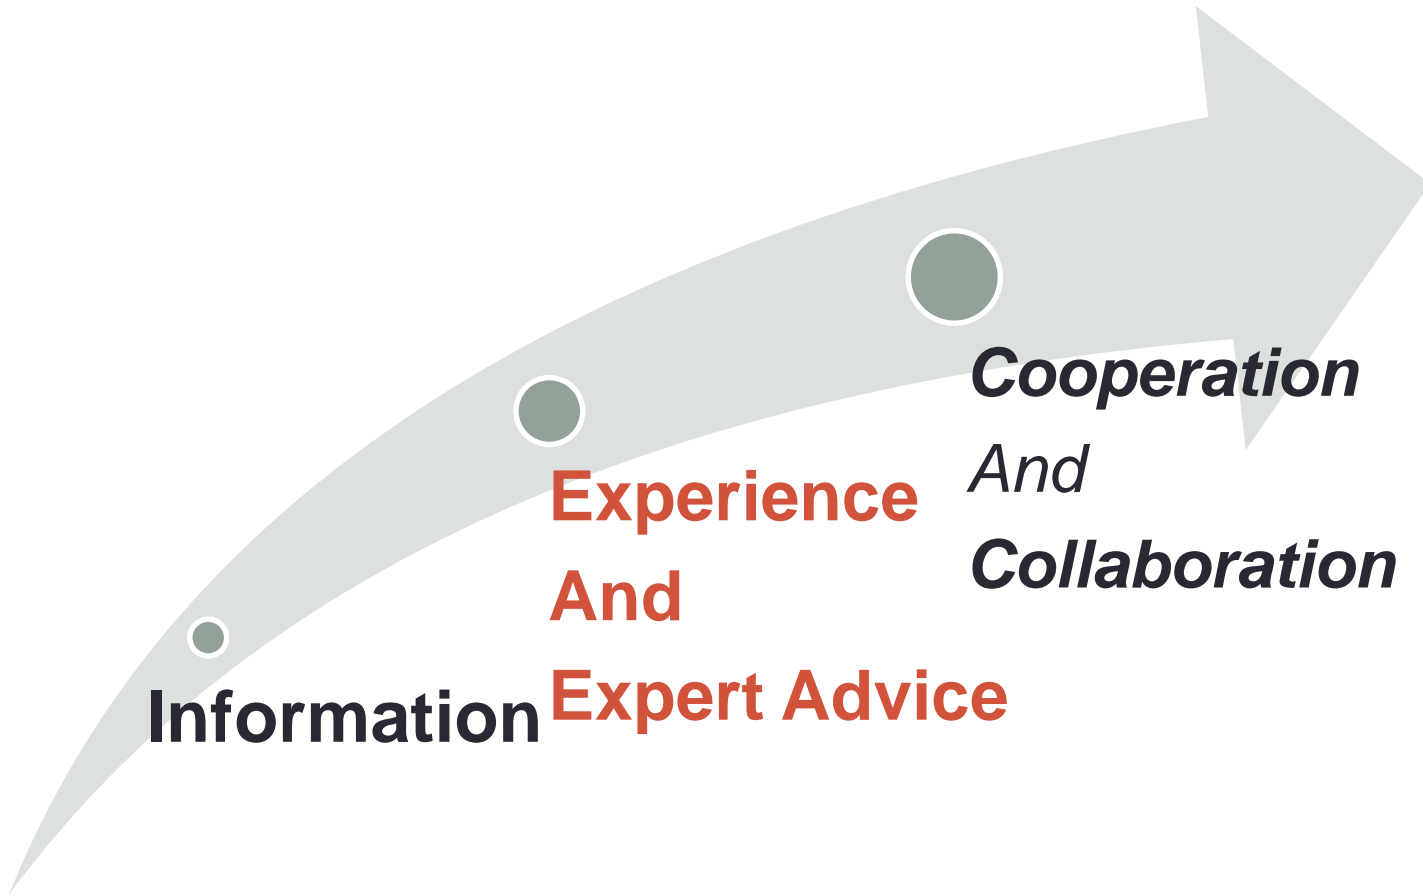 Information
Experience
And
Expert Advice
Cooperation
And
Collaboration